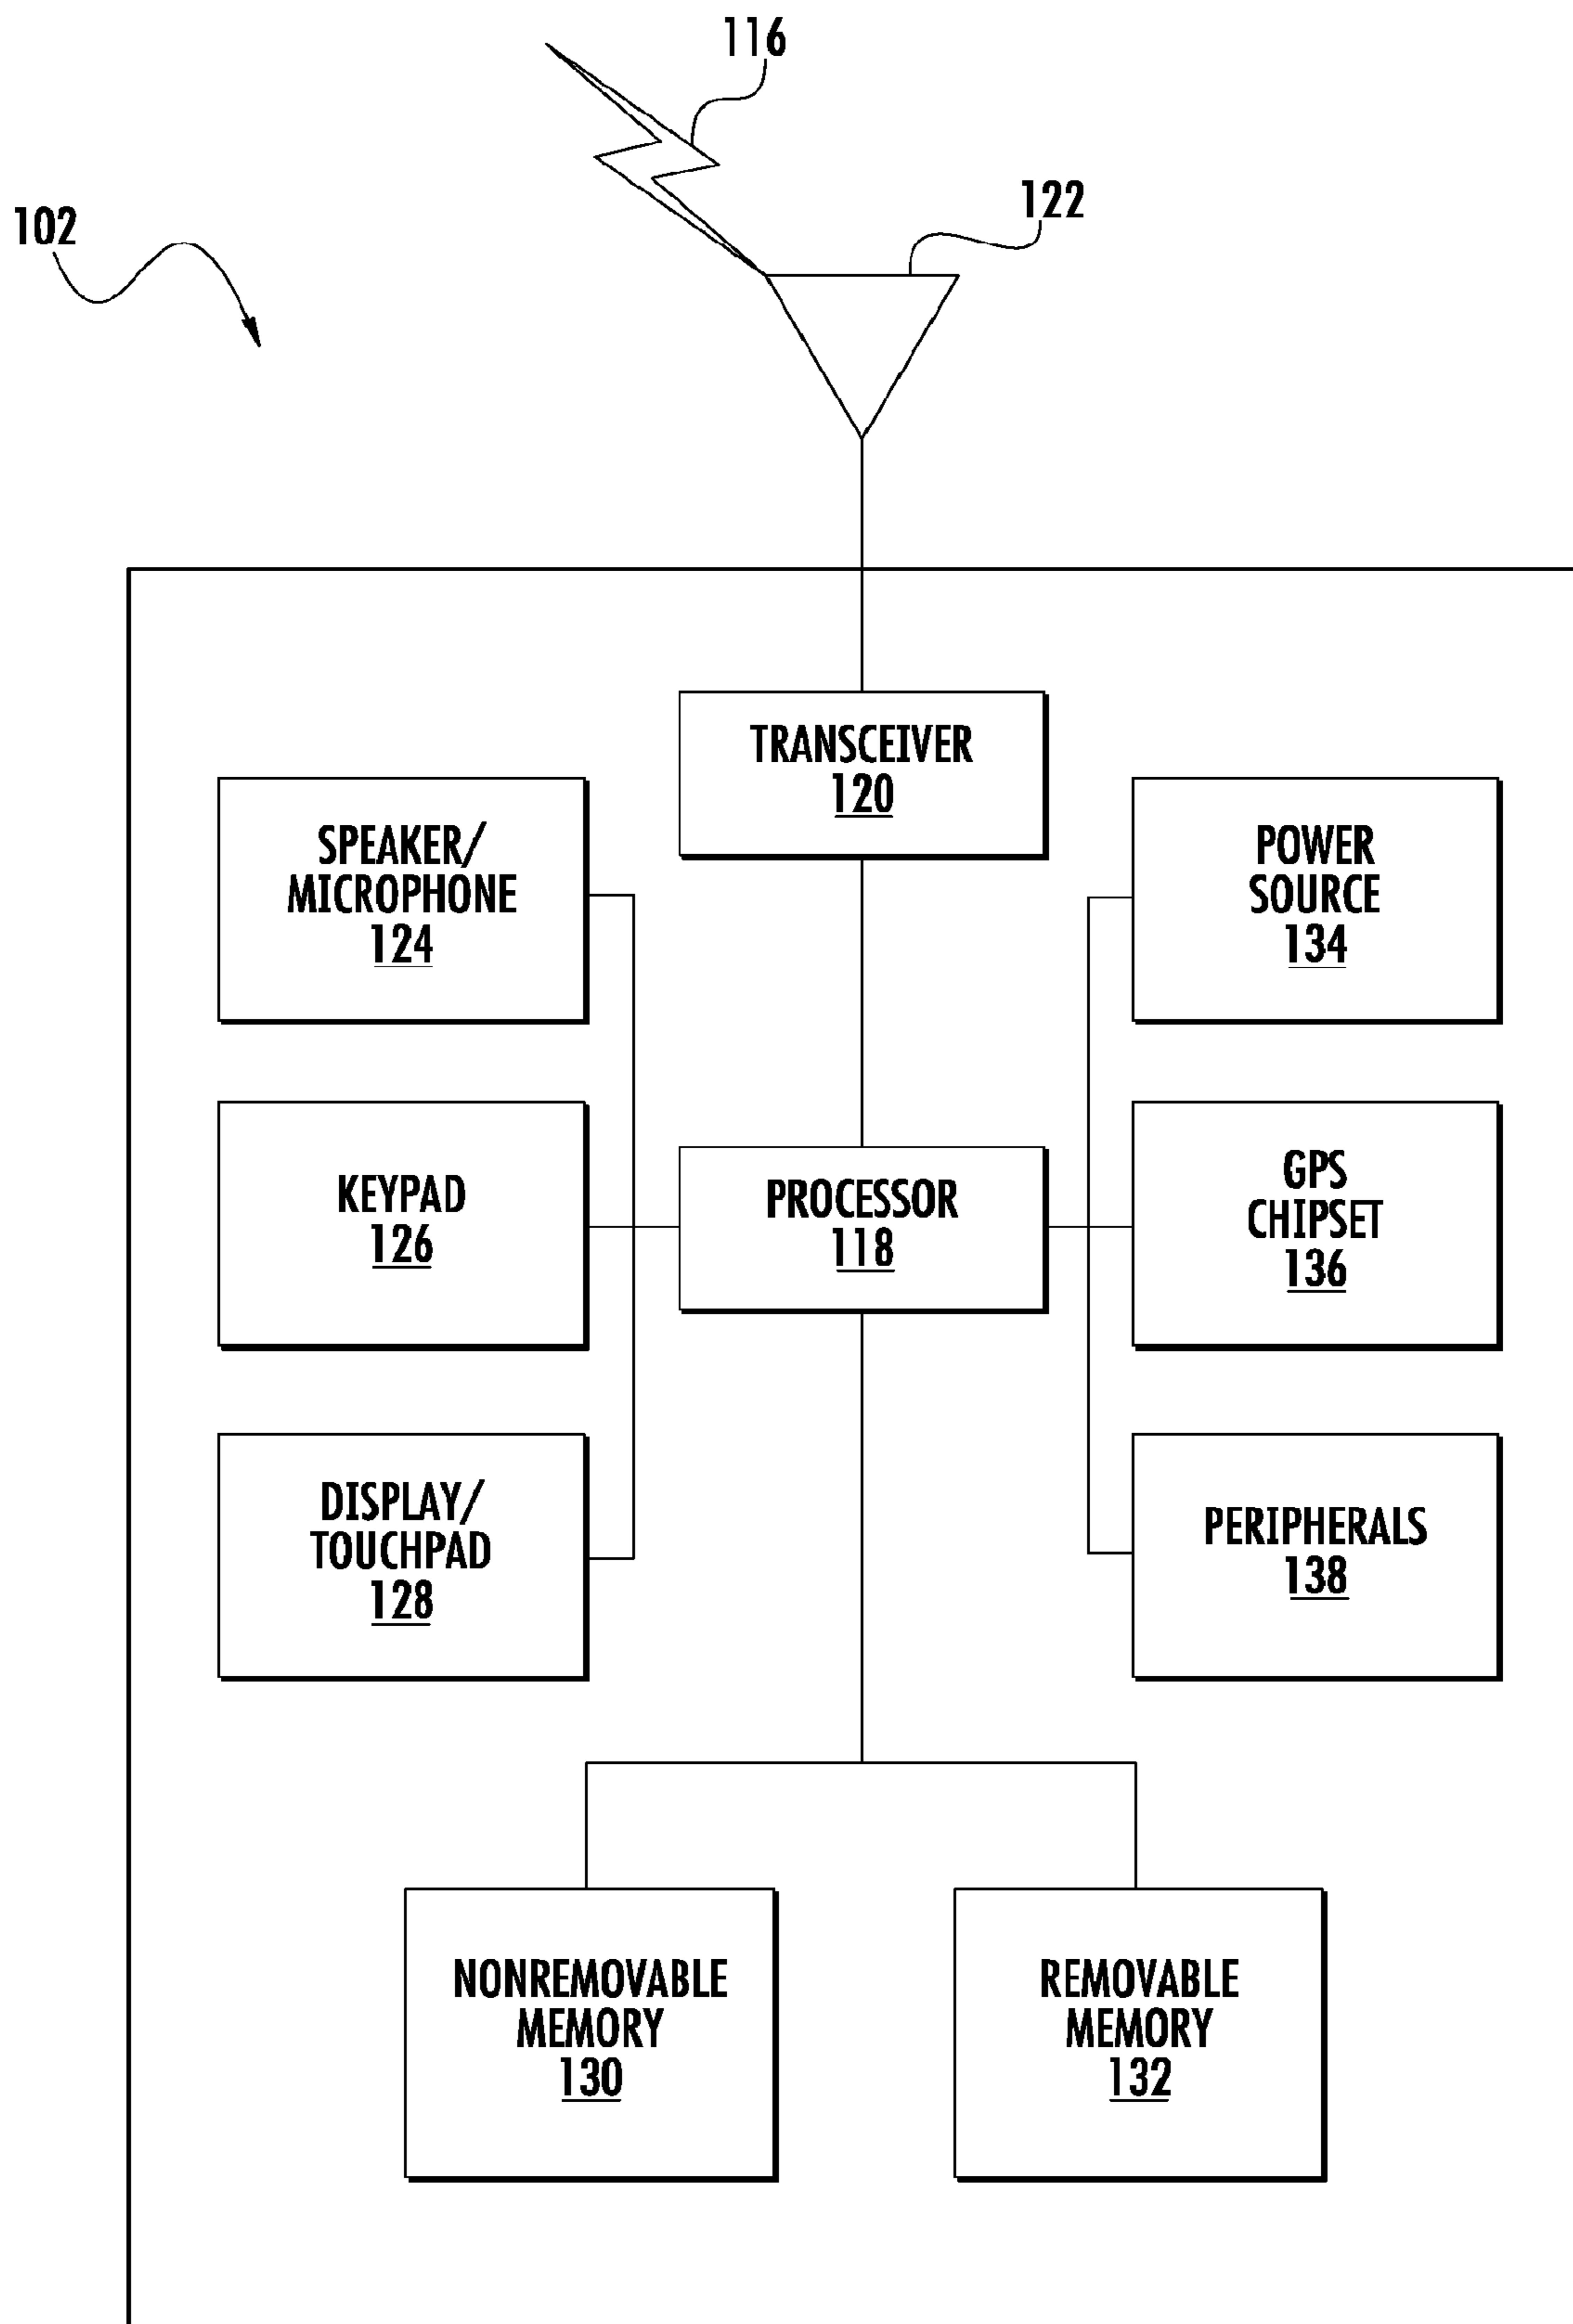 116
122
102
TRANSCEIVER
120
SPEAKER/
MICROPHONE
124
POWER
SOURCE
134
KEYPAD
126
PROCESSOR
118
GPS
CHIPSET
136
DISPLAY/
TOUCHPAD
128
PERIPHERALS
138
NONREMOVABLE
MEMORY
130
REMOVABLE
MEMORY
132